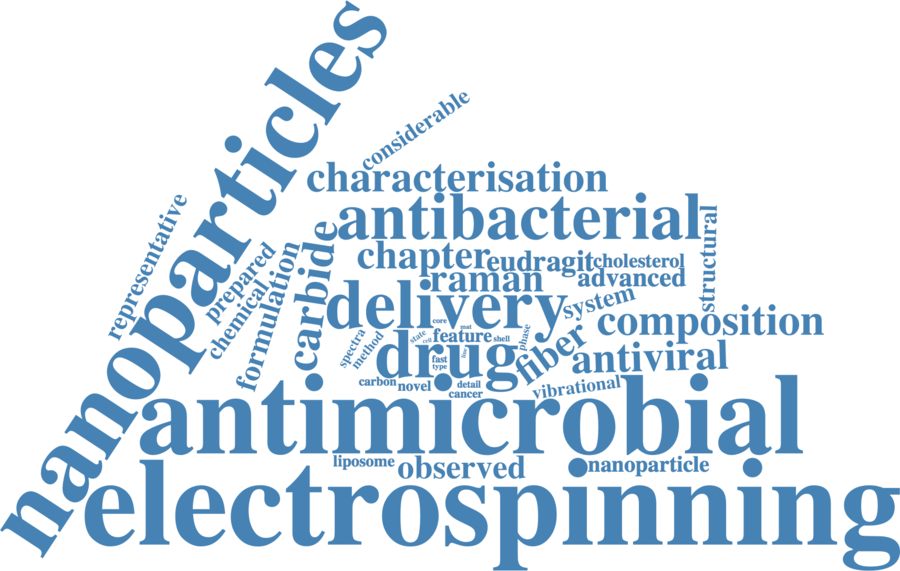 nanoparticles
considerable
characterisation
representative
antibacterial
structural
carbide
chapter
eudragit
cholesterol
prepared
formulation
raman
advanced
chemical
delivery
system
composition
core
mat
state
cell
feature
shell
phase
spectra
method
drug
fiber
antiviral
fast
type
free
carbon
novel
detail
cancer
vibrational
antimicrobial
liposome
observed
nanoparticle
electrospinning